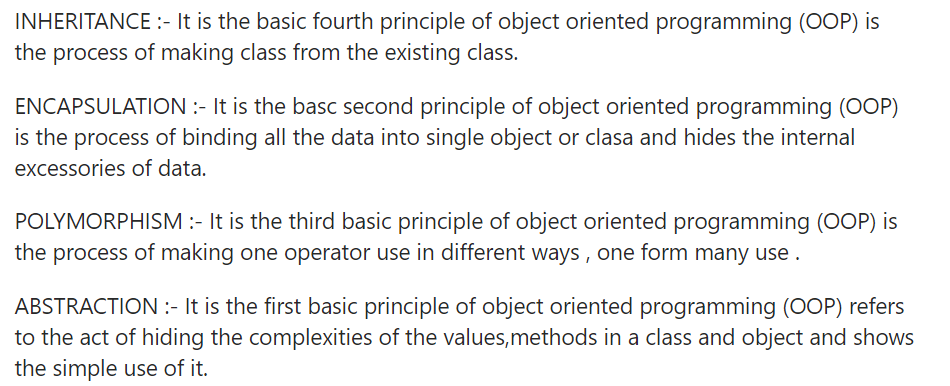 INHERITANCE :- It is the basic fourth principle of object oriented programming (OOP) is
the process of making class from the existing class.
ENCAPSULATION :- It is the basc second principle of object oriented programming (OOP)
is the process of binding all the data into single object or clasa and hides the internal
excessories of data.
POLYMORPHISM :- It is the third basic principle of object oriented programming (OOP) is
the process of making one operator use in different ways , one form many use .
ABSTRACTION :- It is the first basic principle of object oriented programming (OOP) refers
to the act of hiding the complexities of the values,methods in a class and object and shows
the simple use of it.